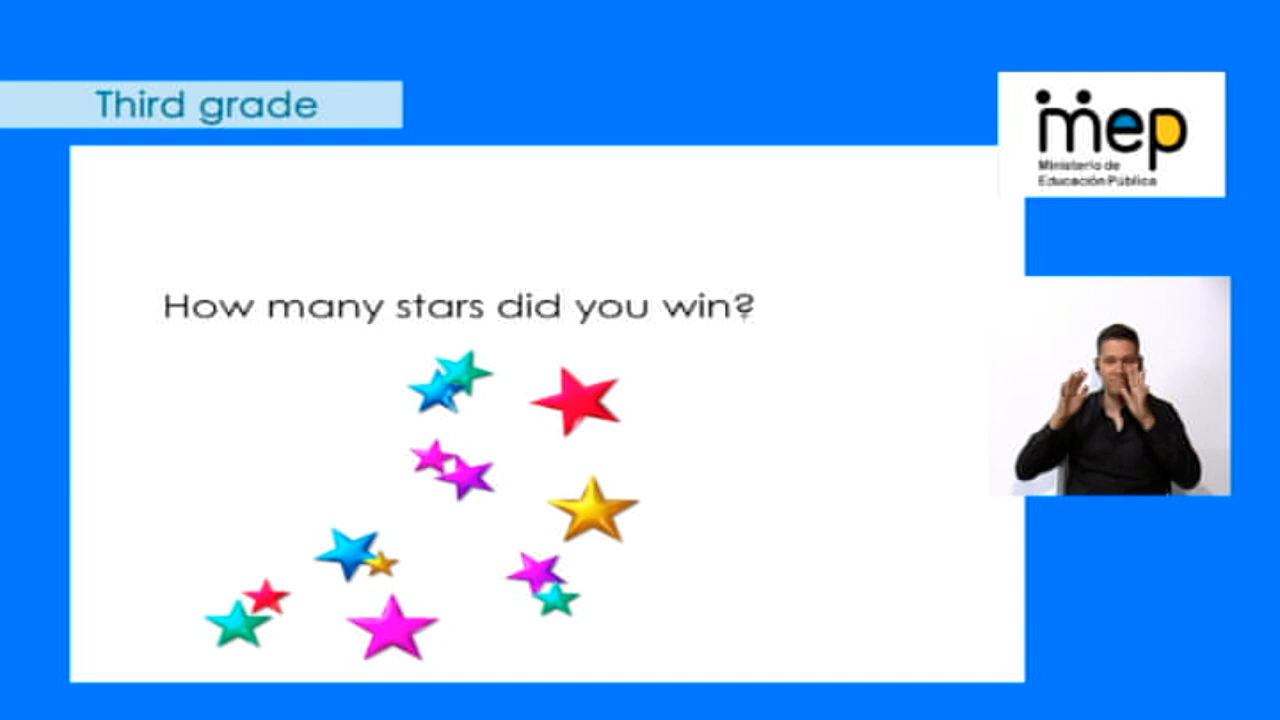 Third grade
mep
Ministerio de
Educación Pública
How many stars did you win?